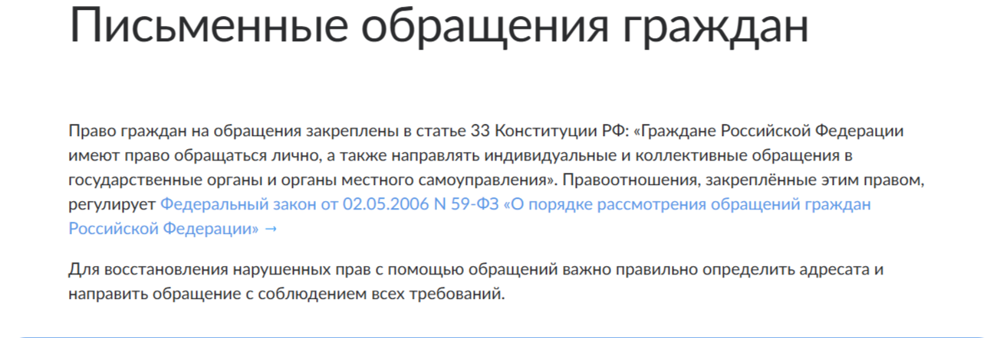 Письменные обращения граждан
Право граждан на обращения закреплены в статье 33 Конституции РФ: «Граждане Российской Федерации
имеют право обращаться лично, а также направлять индивидуальные и коллективные обращения в
государственные органы и органы местного самоуправления». Правоотношения, закреплённые этим правом,
регулирует Федеральный закон от 02.05.2006 N 59-ФЗ «О порядке рассмотрения обращений граждан
Российской Федерации» →
Для восстановления нарушенных прав с помощью обращений важно правильно определить адресата и
направить обращение с соблюдением всех требований.